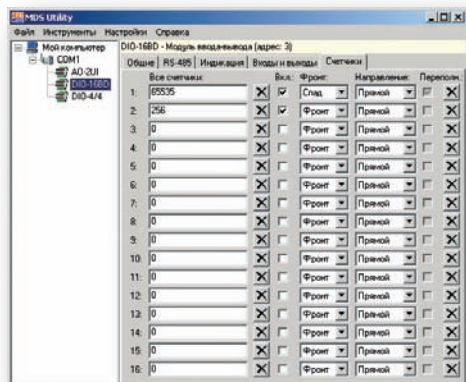 MDS Utility
Файл Инструменты Настройки Справка
Мой компьютер
COM1
AO-2UI
DIO-16BD
DIO-4/4
DIO-16BD - Модуль ввода-вывода (адрес: 3)
Общие RS-485 Индикация Входы и выходы Счетчики
Все счетчики: Вкл.: Фронт: Направление: Переполн.:
1: 65535 Спад Прямой
2: 256 Фронт Прямой
3: 0 Фронт Прямой
4: 0 Фронт Прямой
5: 0 Фронт Прямой
6: 0 Фронт Прямой
7: 0 Фронт Прямой
8: 0 Фронт Прямой
9: 0 Фронт Прямой
10: 0 Фронт Прямой
11: 0 Фронт Прямой
12: 0 Фронт Прямой
13: 0 Фронт Прямой
14: 0 Фронт Прямой
15: 0 Фронт Прямой
16: 0 Фронт Прямой